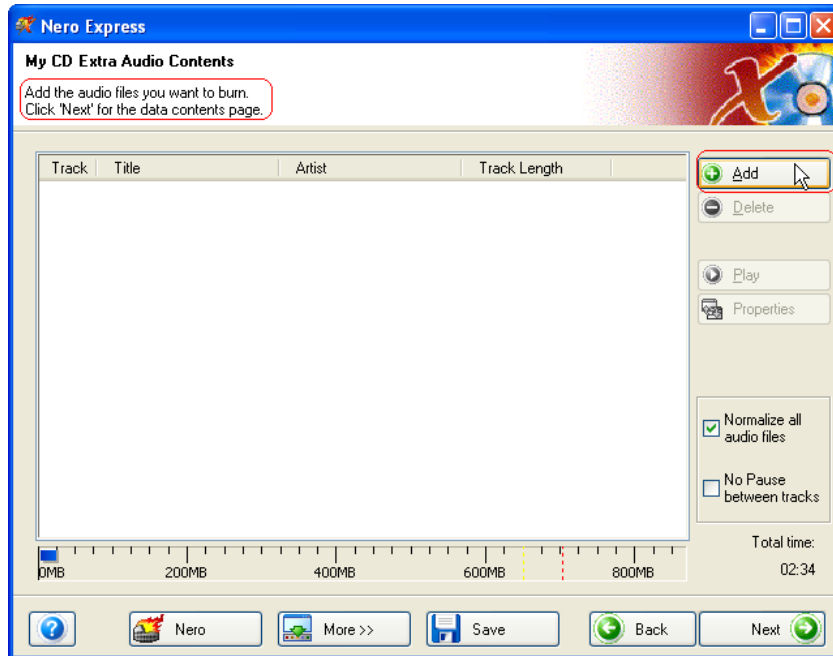 Nero Express
My CD Extra Audio Contents
Add the audio files you want to burn.
Click 'Next' for the data contents page.
Track Title Artist Track Length
Add
Delete
Play
Properties
Normalize all
audio files
No Pause
between tracks
Total time:
02:34
0MB 200MB 400MB 600MB 800MB
? Nero More >> Save Back Next